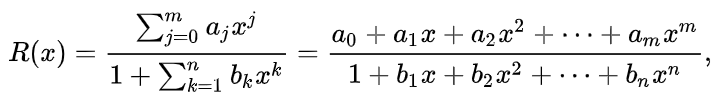 R(x) = \frac{\sum_{j=0}^{m} a_j x^j}{1 + \sum_{k=1}^{n} b_k x^k} = \frac{a_0 + a_1 x + a_2 x^2 + \cdots + a_m x^m}{1 + b_1 x + b_2 x^2 + \cdots + b_n x^n},